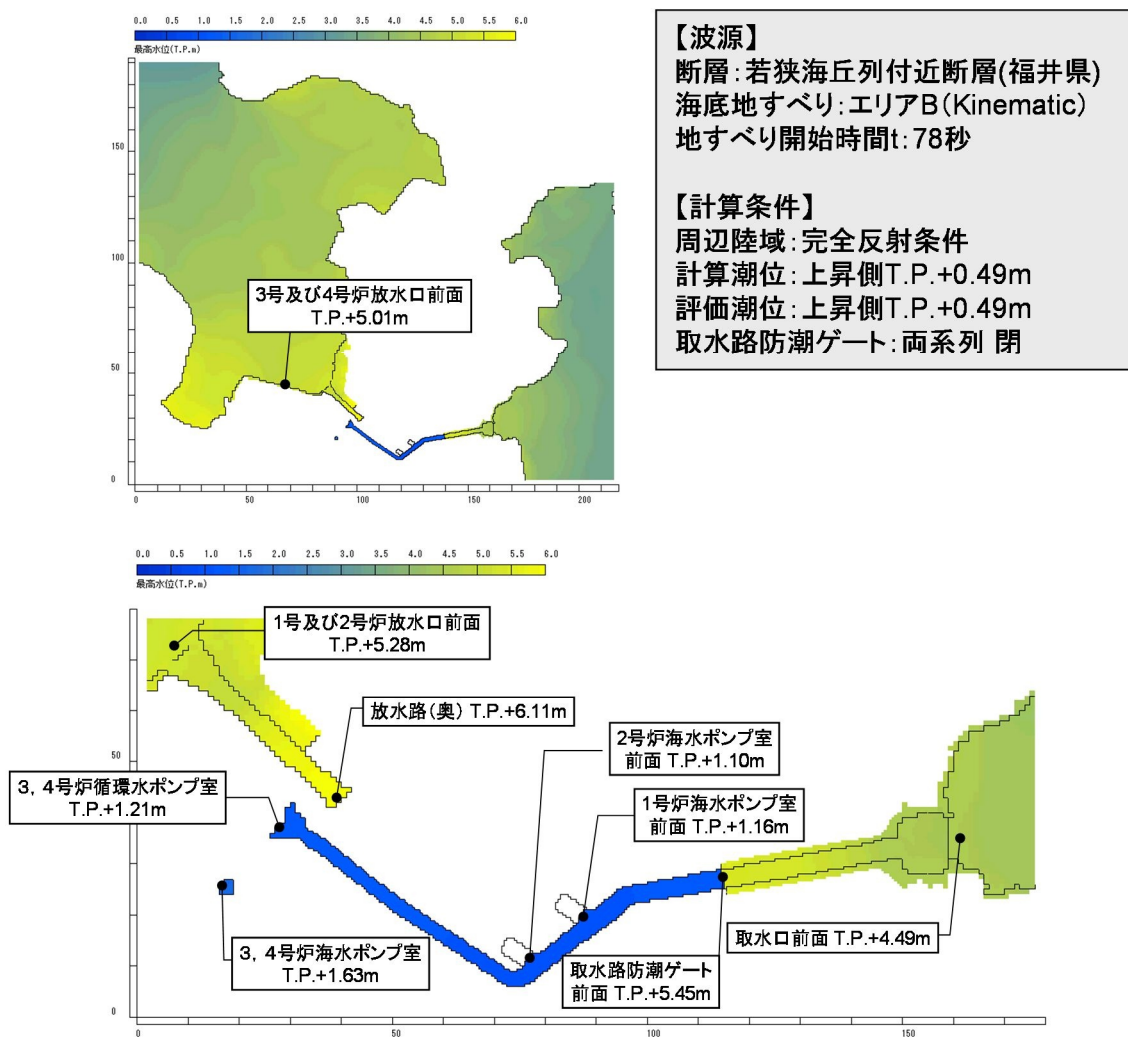 0.0 0.5 1.0 1.5 2.0 2.5 3.0 3.5 4.0 4.5 5.0 5.5 6.0
最高水位(T.P.m)
150
100
50
0
0 50 100 150 200
3号及び4号炉放水口前面
T.P.+5.01m
【波源】
断層:若狭海丘列付近断層(福井県)
海底地すべり:エリアB(Kinematic)
地すべり開始時間t:78秒
【計算条件】
周辺陸域:完全反射条件
計算潮位:上昇側T.P.+0.49m
評価潮位:上昇側T.P.+0.49m
取水路防潮ゲート:両系列 閉
0.0 0.5 1.0 1.5 2.0 2.5 3.0 3.5 4.0 4.5 5.0 5.5 6.0
最高水位(T.P.m)
1号及び2号炉放水口前面
T.P.+5.28m
放水路(奥) T.P.+6.11m
2号炉海水ポンプ室
前面 T.P.+1.10m
3, 4号炉循環水ポンプ室
T.P.+1.21m
1号炉海水ポンプ室
前面 T.P.+1.16m
3, 4号炉海水ポンプ室
T.P.+1.63m
取水路防潮ゲート
前面 T.P.+5.45m
取水口前面 T.P.+4.49m
50
0
0 50 100 150